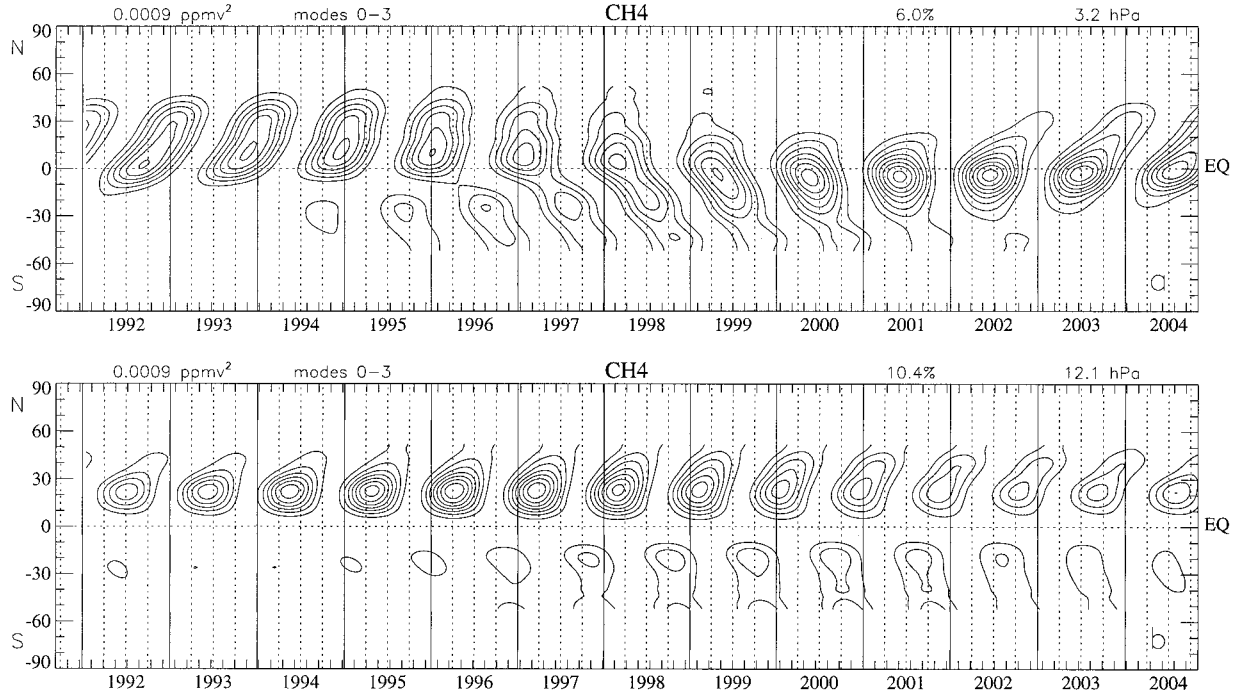 0.0009 ppmv² modes 0-3 CH4 6.0% 3.2 hPa
90
N
60
30
0 EQ
-30
-60
S a
-90
1992 1993 1994 1995 1996 1997 1998 1999 2000 2001 2002 2003 2004
0.0009 ppmv² modes 0-3 CH4 10.4% 12.1 hPa
90
N
60
30
0 EQ
-30
-60
S b
-90
1992 1993 1994 1995 1996 1997 1998 1999 2000 2001 2002 2003 2004